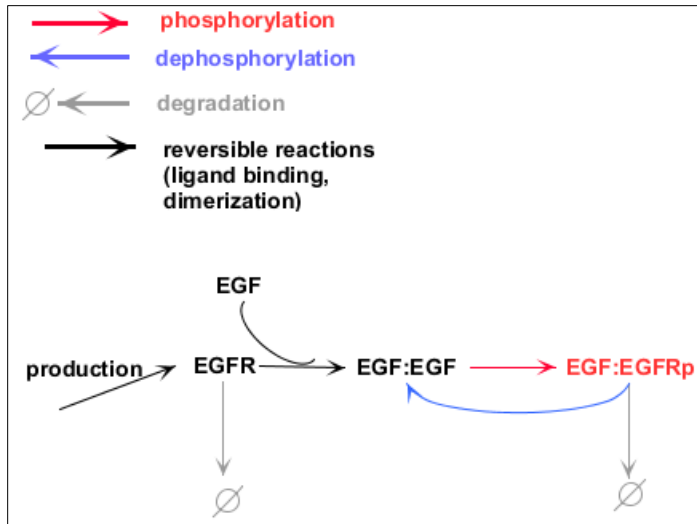 phosphorylation
dephosphorylation
∅ degradation
reversible reactions
(ligand binding,
dimerization)
EGF
production EGFR EGF:EGF EGF:EGFRp
∅ ∅